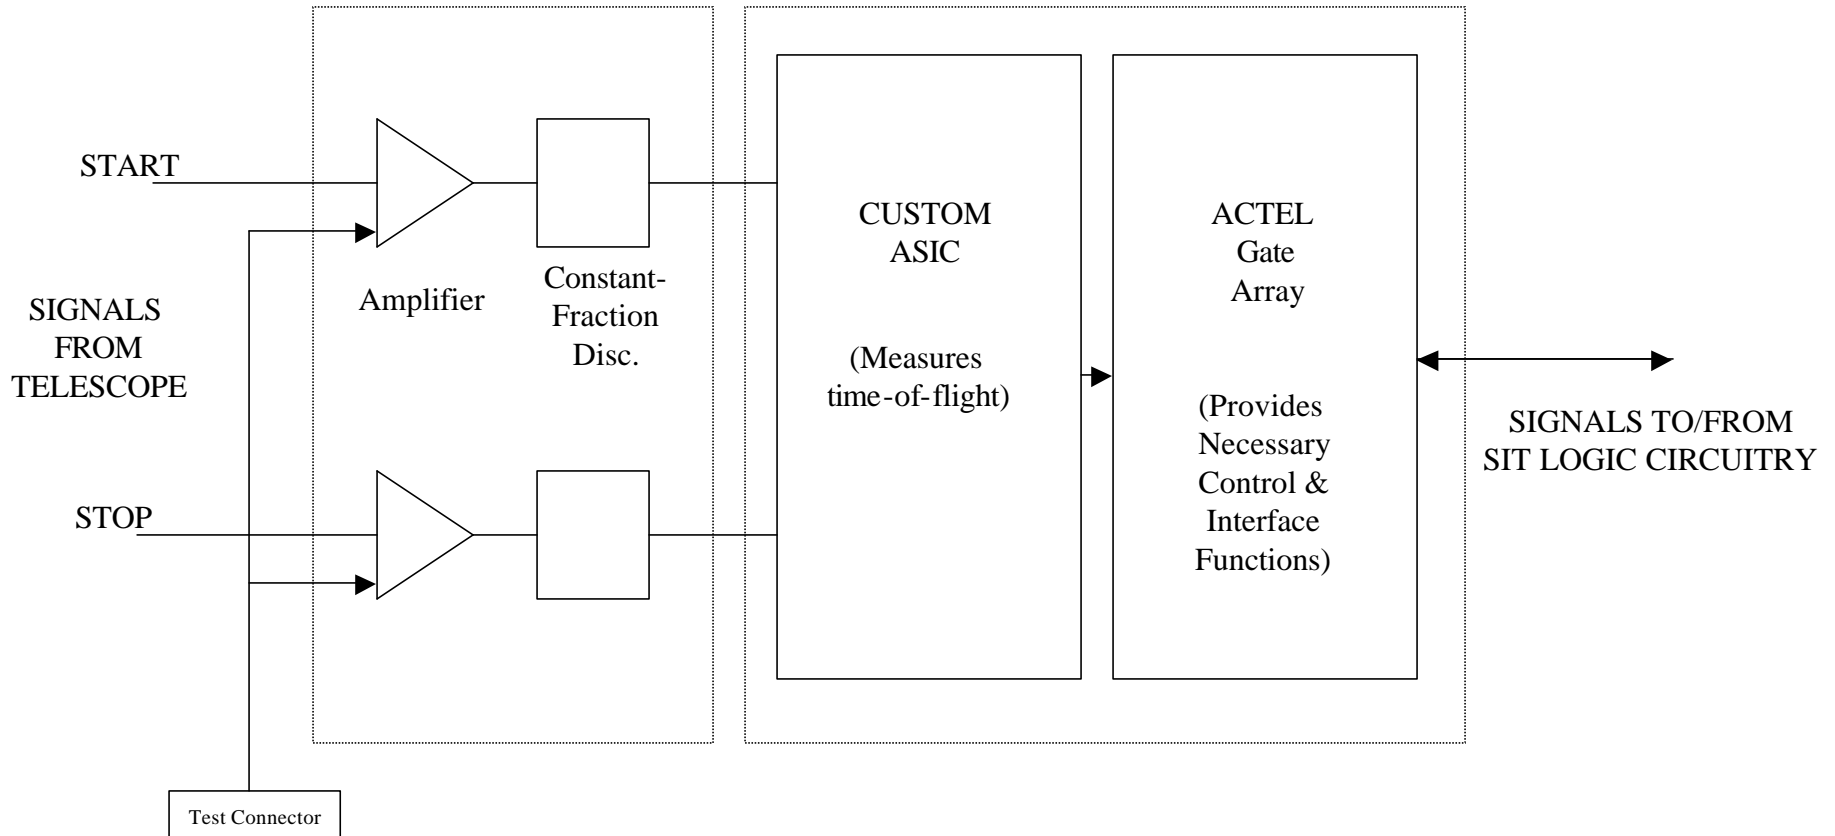 START
SIGNALS
FROM
TELESCOPE
STOP
Test Connector
Amplifier
Constant-
Fraction
Disc.
CUSTOM
ASIC
(Measures
time-of-flight)
ACTEL
Gate
Array
(Provides
Necessary
Control &
Interface
Functions)
SIGNALS TO/FROM
SIT LOGIC CIRCUITRY